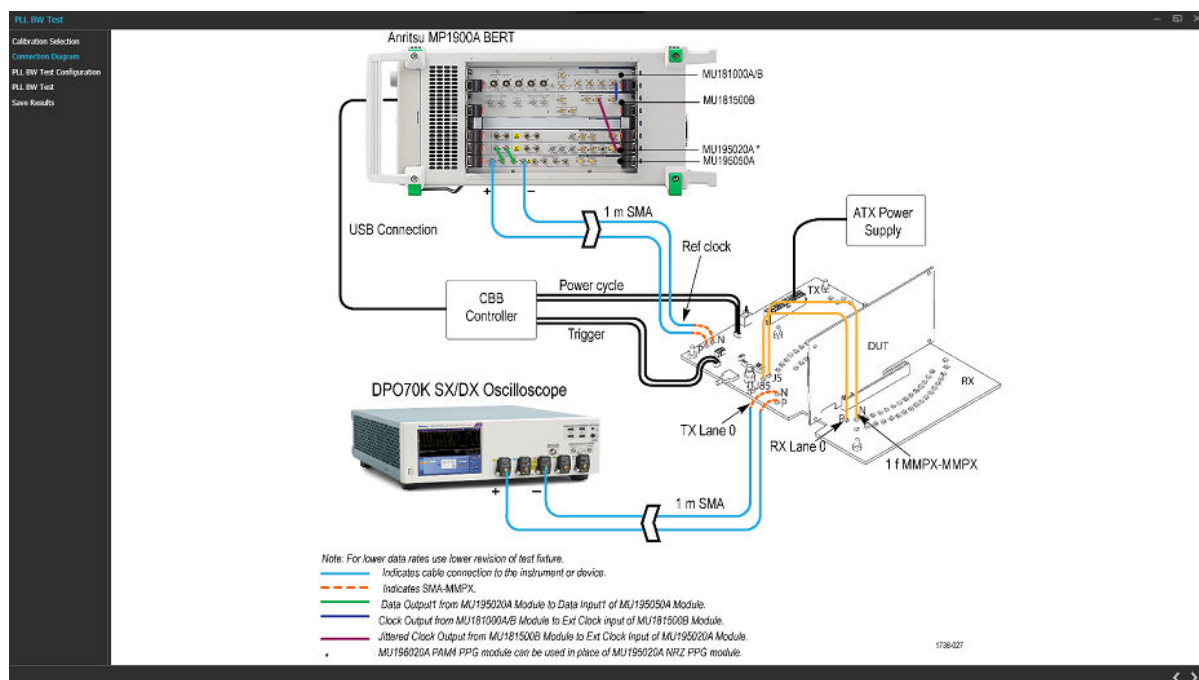 PLL BW Test
Calibration Selection
Connection Diagram
PLL BW Test Configuration
PLL BW Test
Save Results
Anritsu MP1900A BERT
MU181000A/B
MU181500B
MU195020A *
MU195050A
+
−
1 m SMA
USB Connection
ATX Power
Supply
Ref clock
CBB
Controller
Power cycle
Trigger
TX
N
DUT
RX
J5
J85
N
P
P
N
TX Lane 0
RX Lane 0
1 f MMPX-MMPX
DPO70K SX/DX Oscilloscope
+
−
1 m SMA
Note: For lower data rates use lower revision of test fixture.
Indicates cable connection to the instrument or device.
Indicates SMA-MMPX.
Data Output1 from MU195020A Module to Data Input1 of MU195050A Module.
Clock Output from MU181000A/B Module to Ext Clock input of MU181500B Module.
Jittered Clock Output from MU181500B Module to Ext Clock Input of MU195020A Module.
* MU196020A PAM4 PPG module can be used in place of MU195020A NRZ PPG module.
1738-027